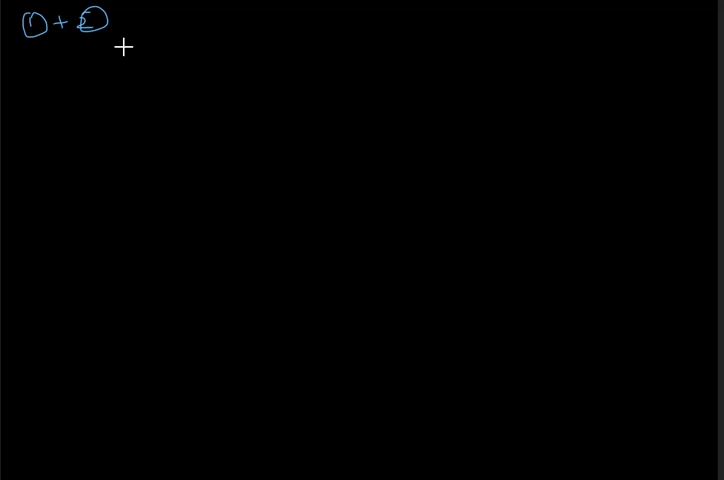 ① + ②